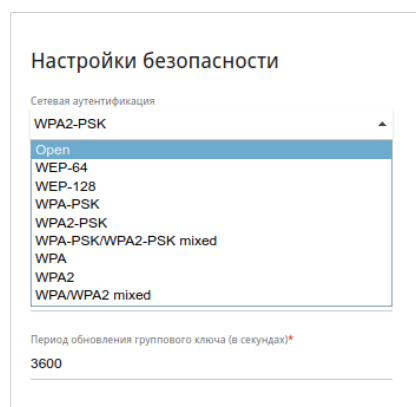 Настройки безопасности
Сетевая аутентификация
WPA2-PSK
Open
WEP-64
WEP-128
WPA-PSK
WPA2-PSK
WPA-PSK/WPA2-PSK mixed
WPA
WPA2
WPA/WPA2 mixed
Период обновления группового ключа (в секундах)*
3600